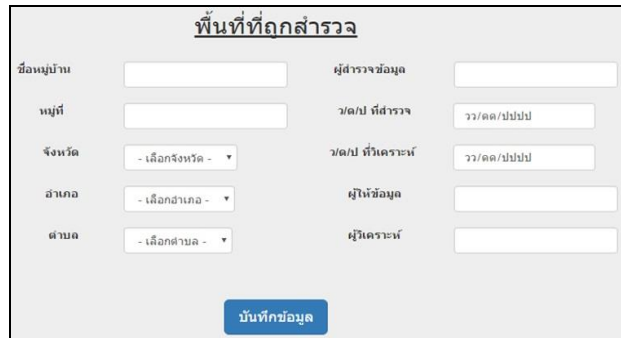 พื้นที่ที่ถูกสำรวจ
ชื่อหมู่บ้าน ผู้สำรวจข้อมูล
หมู่ที่ ว/ด/ป ที่สำรวจ วว/ดด/ปปปป
จังหวัด - เลือกจังหวัด - ว/ด/ป ที่วิเคราะห์ วว/ดด/ปปปป
อำเภอ - เลือกอำเภอ - ผู้ให้ข้อมูล
ตำบล - เลือกตำบล - ผู้วิเคราะห์
บันทึกข้อมูล